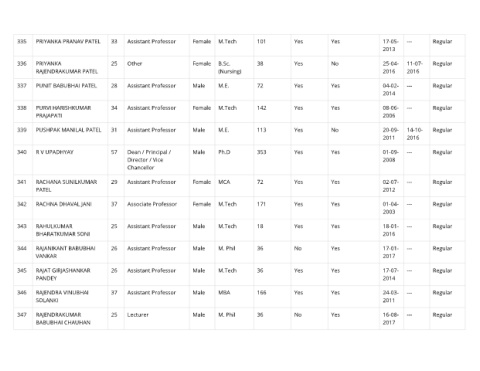 335 PRIYANKA PRANAV PATEL 33 Assistant Professor Female M.Tech 101 Yes Yes 17-05- --- Regular
2013
336 PRIYANKA 25 Other Female B.Sc. 38 Yes No 25-04- 11-07- Regular
RAJENDRAKUMAR PATEL (Nursing) 2016 2016
337 PUNIT BABUBHAI PATEL 28 Assistant Professor Male M.E. 72 Yes Yes 04-02- --- Regular
2014
338 PURVI HARISHKUMAR 34 Assistant Professor Female M.Tech 142 Yes Yes 08-06- --- Regular
PRAJAPATI 2006
339 PUSHPAK MANILAL PATEL 31 Assistant Professor Male M.E. 113 Yes No 20-09- 14-10- Regular
2011 2016
340 R V UPADHYAY 57 Dean / Principal / Male Ph.D 353 Yes Yes 01-09- --- Regular
Director / Vice 2008
Chancellor
341 RACHANA SUNILKUMAR 29 Assistant Professor Female MCA 72 Yes Yes 02-07- --- Regular
PATEL 2012
342 RACHNA DHAVAL JANI 37 Associate Professor Female M.Tech 171 Yes Yes 01-04- --- Regular
2003
343 RAHULKUMAR 25 Assistant Professor Male M.Tech 18 Yes Yes 18-01- --- Regular
BHARATKUMAR SONI 2016
344 RAJANIKANT BABUBHAI 26 Assistant Professor Male M. Phil 36 No Yes 17-01- --- Regular
VANKAR 2017
345 RAJAT GIRJASHANKAR 26 Assistant Professor Male M.Tech 36 Yes Yes 17-07- --- Regular
PANDEY 2014
346 RAJENDRA VINUBHAI 37 Assistant Professor Male MBA 166 Yes Yes 24-03- --- Regular
SOLANKI 2011
347 RAJENDRAKUMAR 25 Lecturer Male M. Phil 36 No Yes 16-08- --- Regular
BABUBHAI CHAUHAN 2017